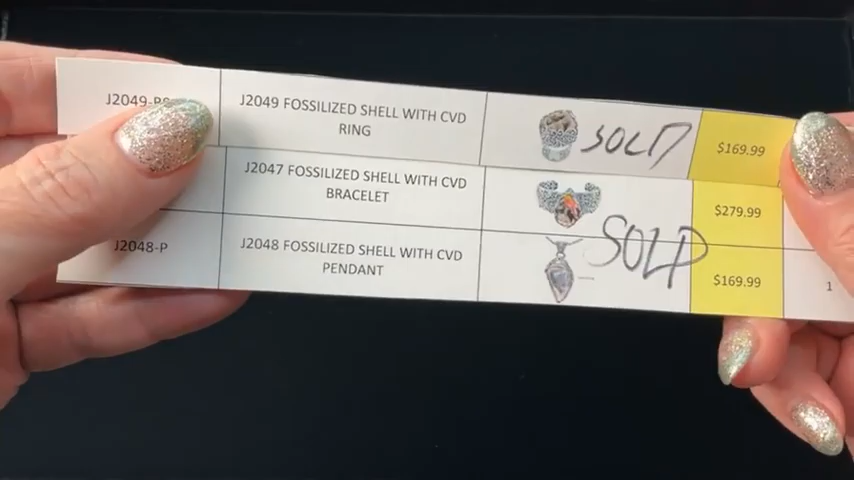 J2049 FOSSILIZED SHELL WITH CVD
RING
SOLD
$169.99
J2047 FOSSILIZED SHELL WITH CVD
BRACELET
$279.99
J2048-P
J2048 FOSSILIZED SHELL WITH CVD
PENDANT
SOLD
$169.99
1